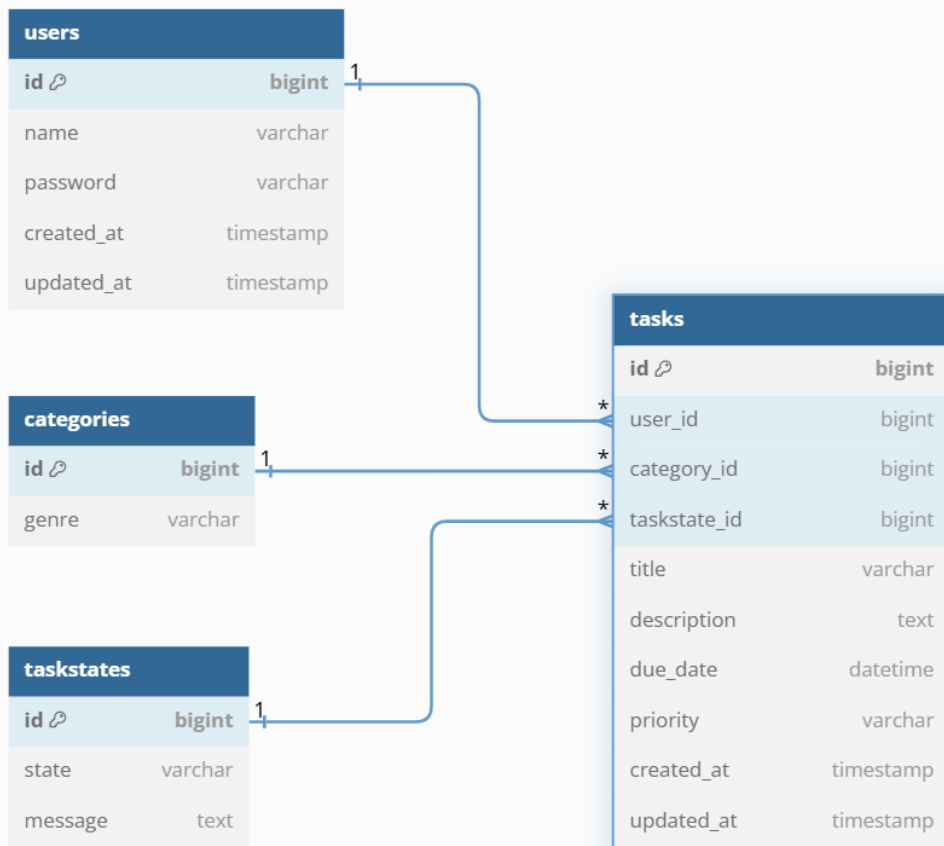 users
id bigint
name varchar
password varchar
created_at timestamp
updated_at timestamp
1
categories
id bigint
genre varchar
1
taskstates
id bigint
state varchar
message text
1
tasks
id bigint
* user_id bigint
* category_id bigint
* taskstate_id bigint
title varchar
description text
due_date datetime
priority varchar
created_at timestamp
updated_at timestamp